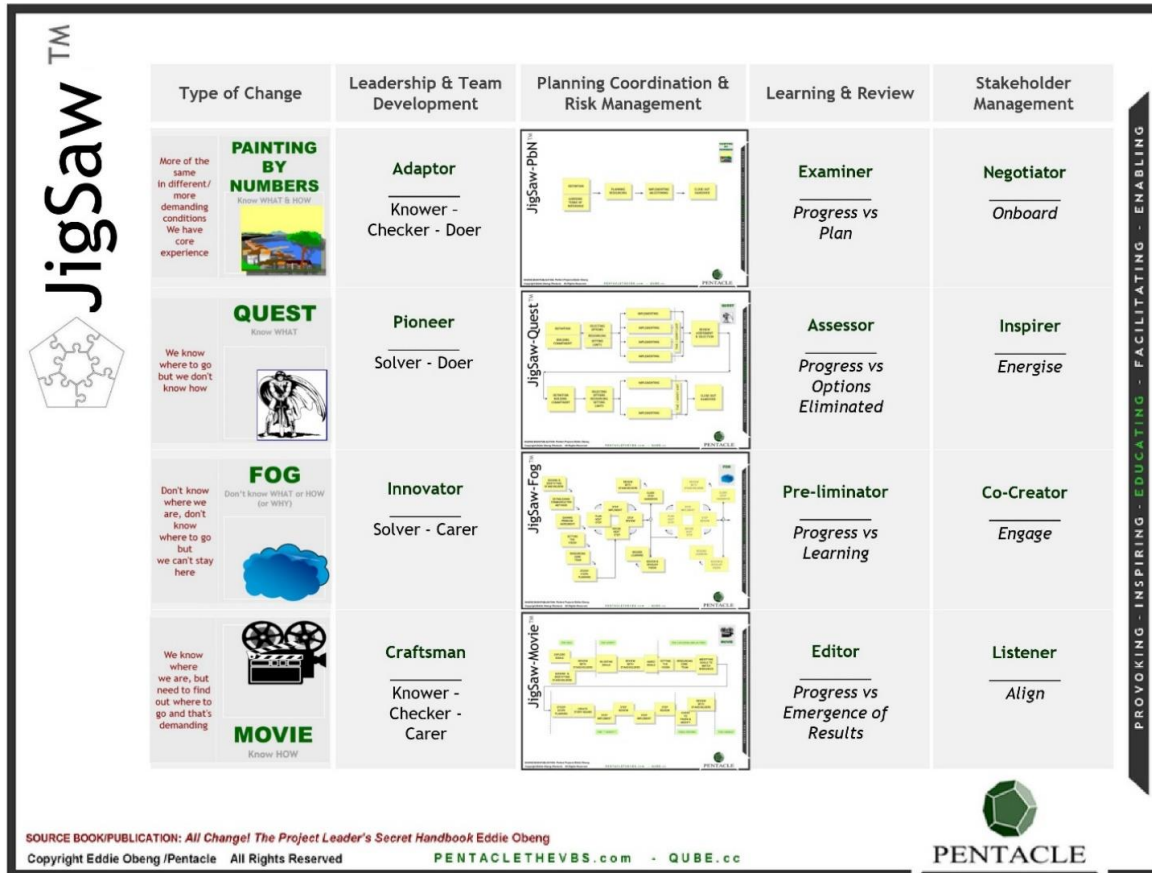 JigSaw™
Type of Change
Leadership & Team
Development
Planning Coordination &
Risk Management
Learning & Review
Stakeholder
Management
More of the
same
in different/
more
demanding
conditions
We have
core
experience
PAINTING
BY
NUMBERS
Know WHAT & HOW
Adaptor
Knower -
Checker - Doer
JigSaw-PbN™
PENTACLE
Examiner
Progress vs
Plan
Negotiator
Onboard
We know
where to go
but we don't
know how
QUEST
Know WHAT
Pioneer
Solver - Doer
JigSaw-Quest™
QUEST
PENTACLE
Assessor
Progress vs
Options
Eliminated
Inspirer
Energise
Don't know
where we
are, don't
know
where to go
but
we can't stay
here
FOG
Don't know WHAT or HOW
(or WHY)
Innovator
Solver - Carer
JigSaw-Fog™
FOG
PENTACLE
Pre-liminator
Progress vs
Learning
Co-Creator
Engage
We know
where
we are, but
need to find
out where to
go and that's
demanding
MOVIE
Know HOW
Craftsman
Knower -
Checker -
Carer
JigSaw-Movie™
MOVIE
PENTACLE
Editor
Progress vs
Emergence of
Results
Listener
Align
PROVOKING - INSPIRING - EDUCATING - FACILITATING - ENABLING
SOURCE BOOK/PUBLICATION: All Change! The Project Leader's Secret Handbook Eddie Obeng
Copyright Eddie Obeng /Pentacle All Rights Reserved PENTACLETHEVBS.com - QUBE.cc
PENTACLE